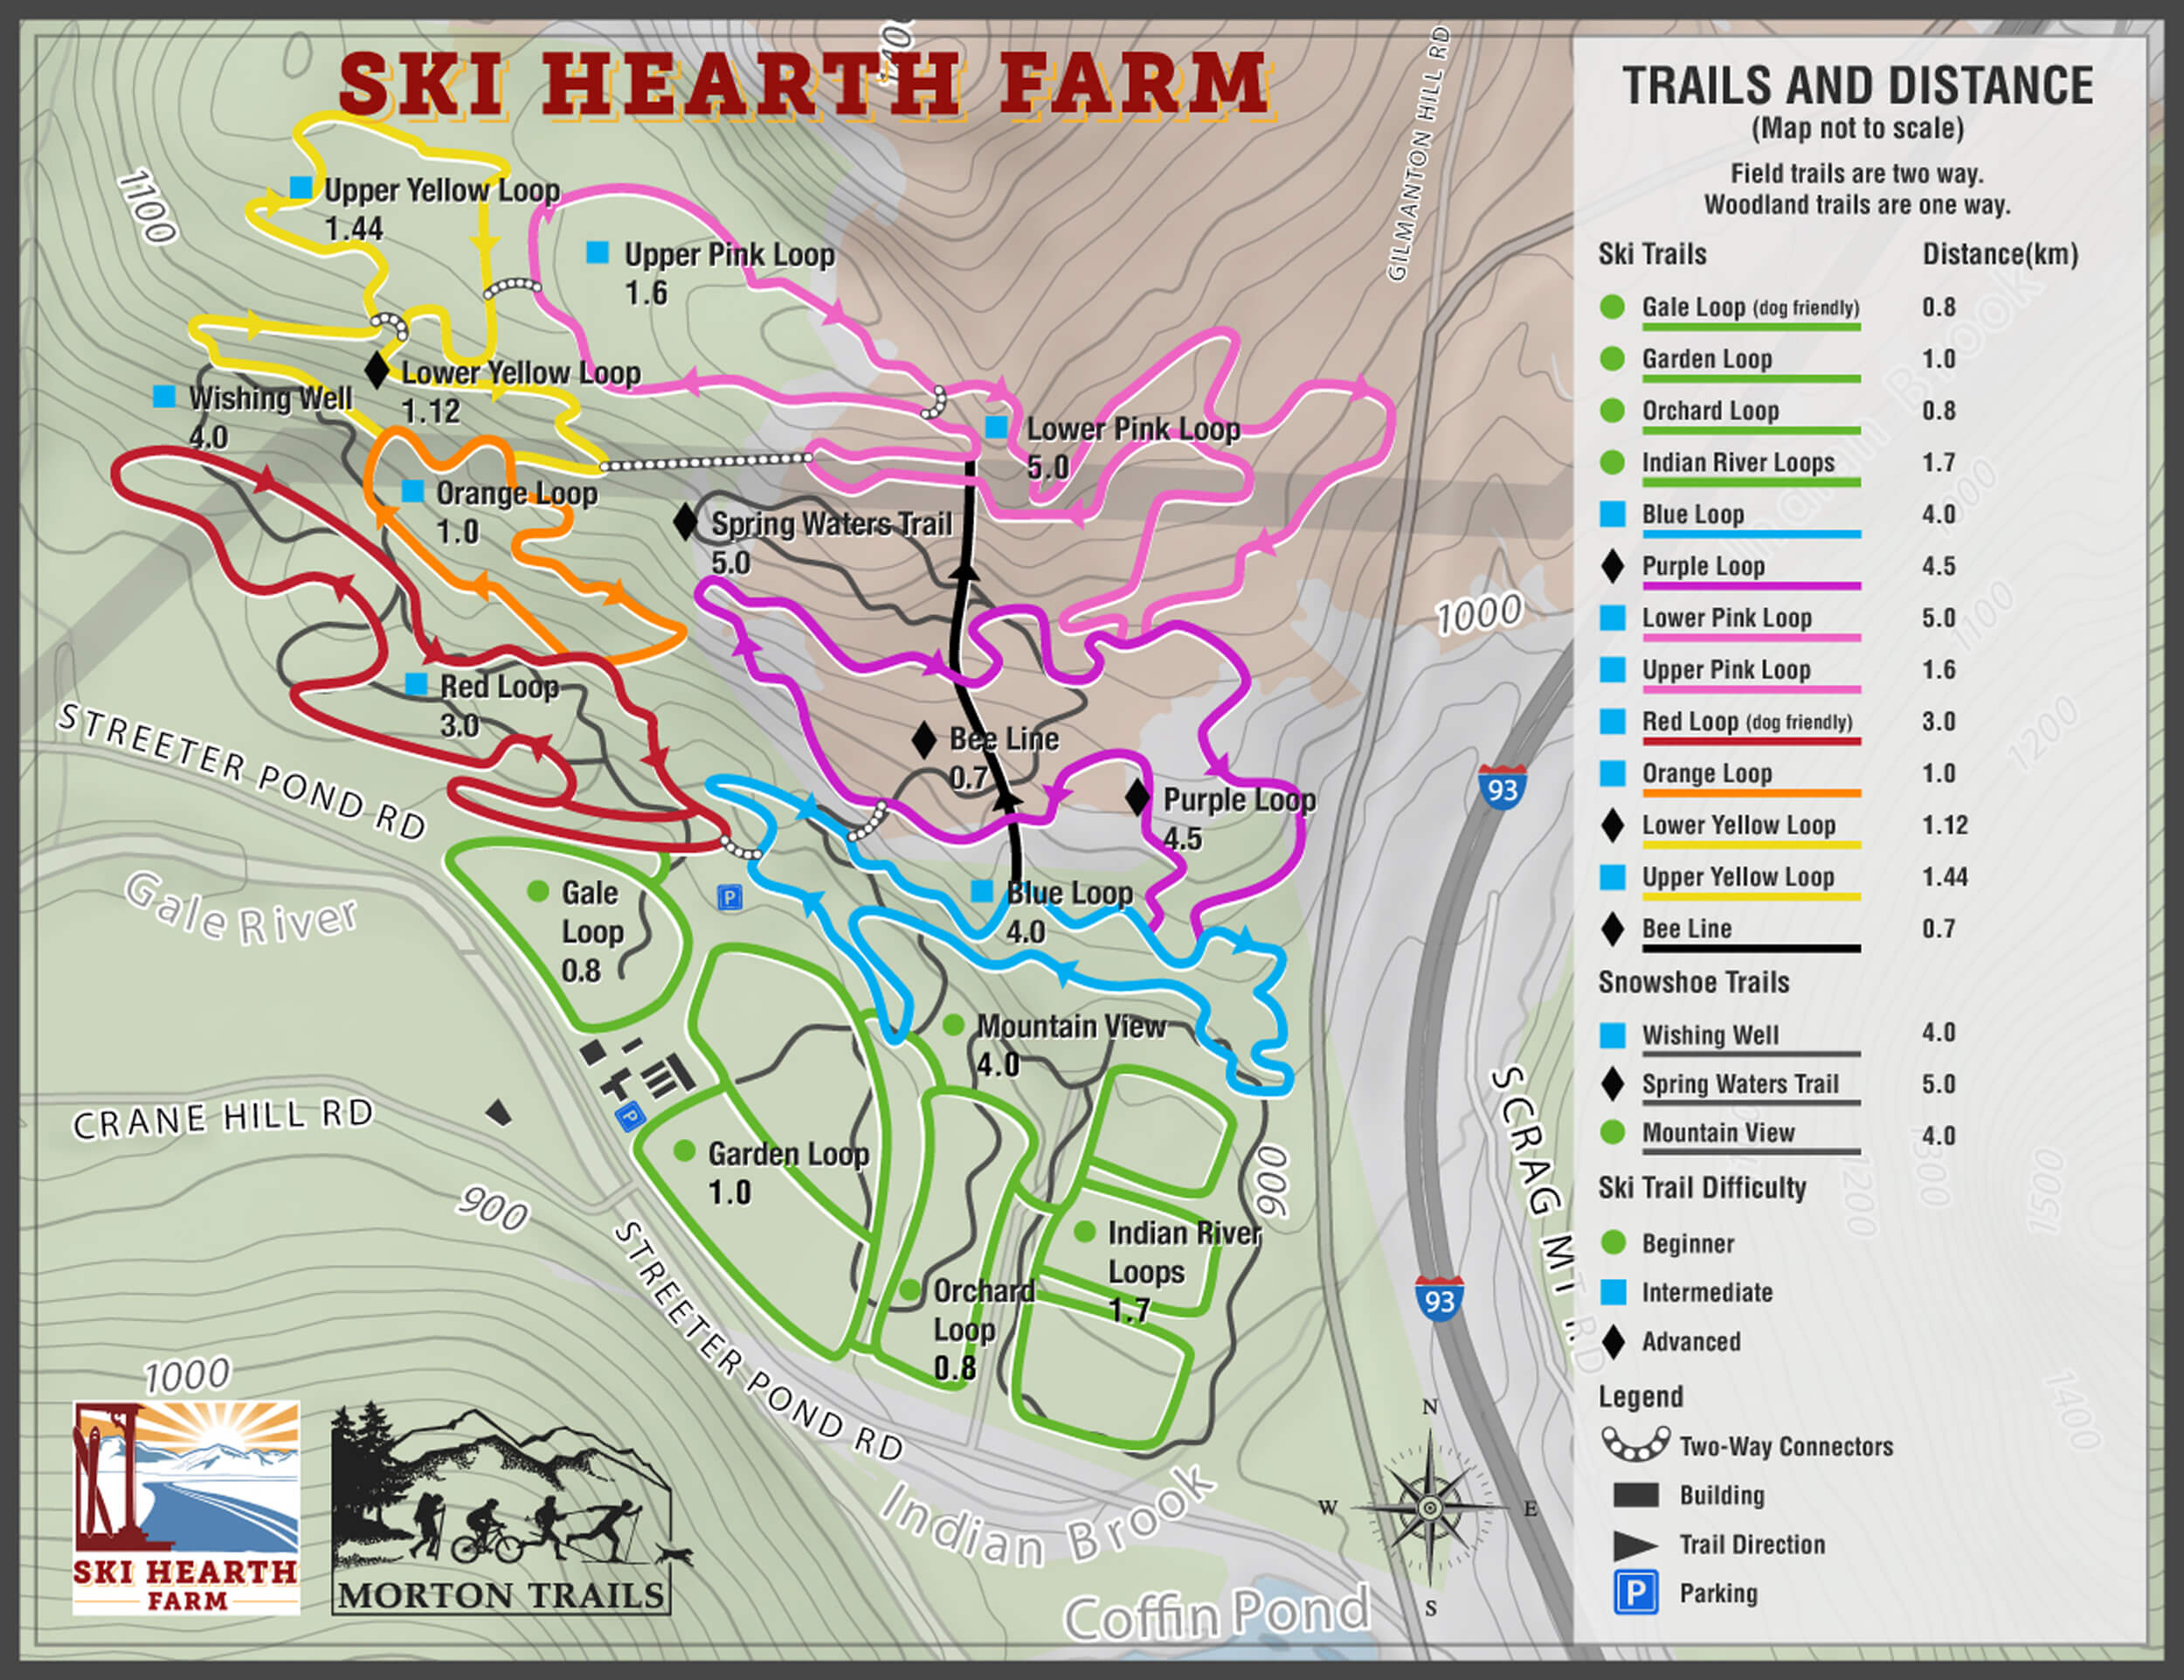 SKI HEARTH FARM
1400
1100
GILMANTON HILL RD
Upper Yellow Loop
1.44
Upper Pink Loop
1.6
Lower Yellow Loop
1.12
Wishing Well
4.0
Lower Pink Loop
5.0
Orange Loop
1.0
Spring Waters Trail
5.0
1000
Red Loop
3.0
STREETER POND RD
Bee Line
0.7
93
Purple Loop
4.5
Gale River
Gale
Loop
0.8
P
Blue Loop
4.0
Mountain View
4.0
CRANE HILL RD
P
Garden Loop
1.0
900
900
SCRAG MT RD
Indian River
Loops
1.7
Orchard
Loop
0.8
93
STREETER POND RD
1000
Indian Brook
Coffin Pond
N
W
E
S
SKI HEARTH
FARM
MORTON TRAILS
TRAILS AND DISTANCE
(Map not to scale)
Field trails are two way.
Woodland trails are one way.
Ski Trails Distance(km)
Gale Loop (dog friendly) 0.8
Garden Loop 1.0
Orchard Loop 0.8
Indian River Loops 1.7
Blue Loop 4.0
Purple Loop 4.5
Lower Pink Loop 5.0
Upper Pink Loop 1.6
Red Loop (dog friendly) 3.0
Orange Loop 1.0
Lower Yellow Loop 1.12
Upper Yellow Loop 1.44
Bee Line 0.7
Snowshoe Trails
Wishing Well 4.0
Spring Waters Trail 5.0
Mountain View 4.0
Ski Trail Difficulty
Beginner
Intermediate
Advanced
Legend
Two-Way Connectors
Building
Trail Direction
P Parking
1000
1100
1200
1200
1300
1500
1400
Brook